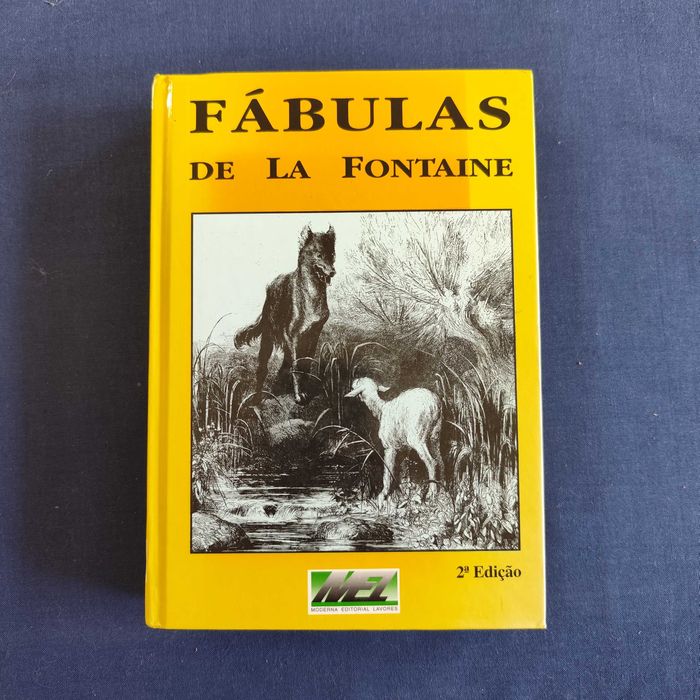 FÁBULAS
DE LA FONTAINE
2ª Edição
MEL
MODERNA EDITORIAL LAVORES